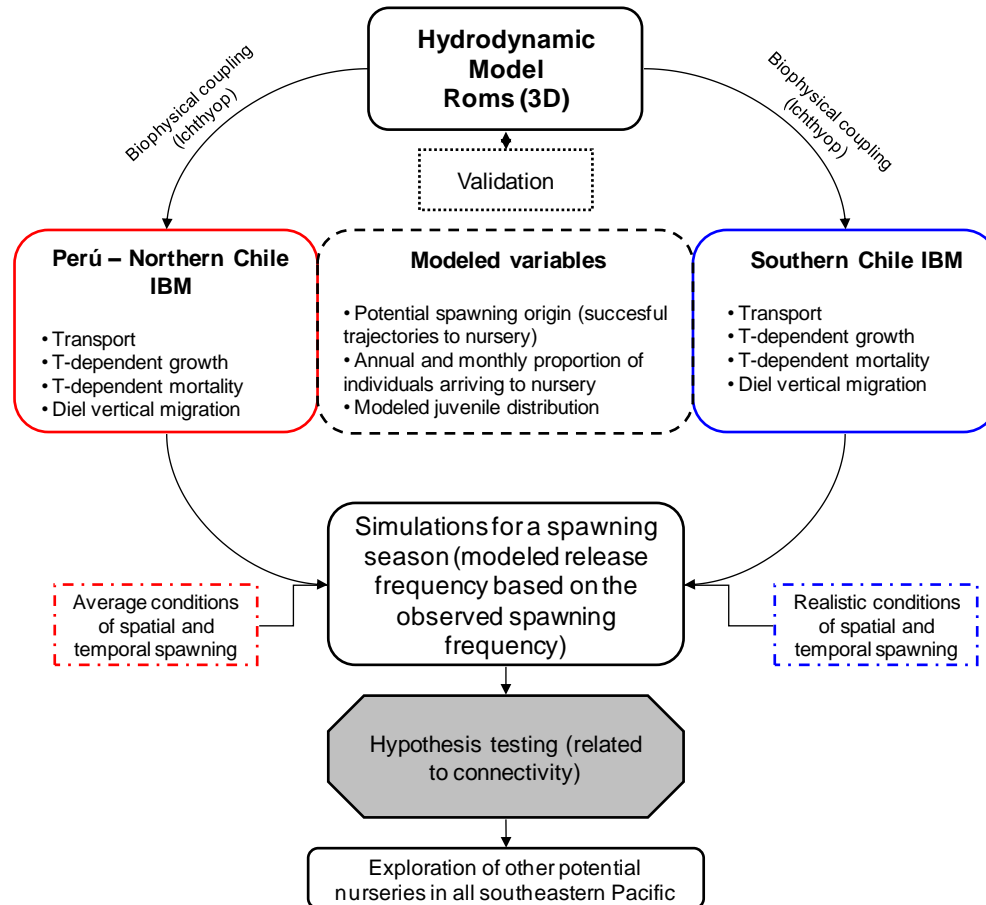 Hydrodynamic
Model
Roms (3D)
Biophysical coupling
(Ichthyop)
Biophysical coupling
(Ichthyop)
Validation
Perú – Northern Chile
IBM
• Transport
• T-dependent growth
• T-dependent mortality
• Diel vertical migration
Modeled variables
• Potential spawning origin (succesful
trajectories to nursery)
• Annual and monthly proportion of
individuals arriving to nursery
• Modeled juvenile distribution
Southern Chile IBM
• Transport
• T-dependent growth
• T-dependent mortality
• Diel vertical migration
Simulations for a spawning
season (modeled release
frequency based on the
observed spawning
frequency)
Average conditions
of spatial and
temporal spawning
Realistic conditions
of spatial and
temporal spawning
Hypothesis testing (related
to connectivity)
Exploration of other potential
nurseries in all southeastern Pacific